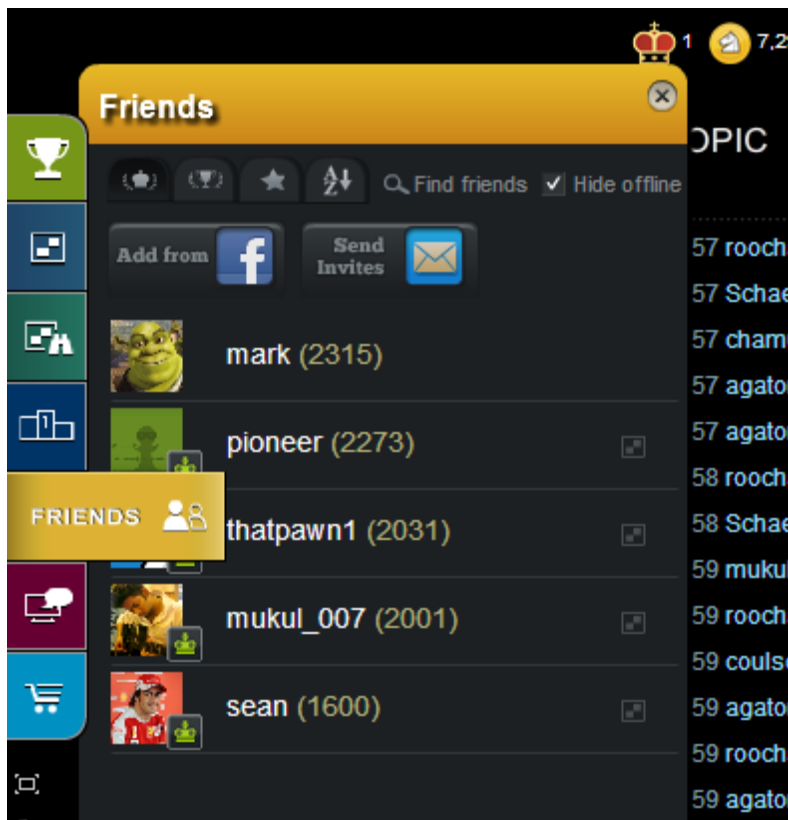 1 7,2
Friends
OPIC
Find friends Hide offline
Add from
Send
Invites
mark (2315)
pioneer (2273)
FRIENDS
thatpawn1 (2031)
mukul_007 (2001)
sean (1600)
57 rooch
57 Schae
57 cham
57 agato
57 agato
58 rooch
58 Schae
59 mukul
59 rooch
59 coulso
59 agato
59 rooch
59 agato